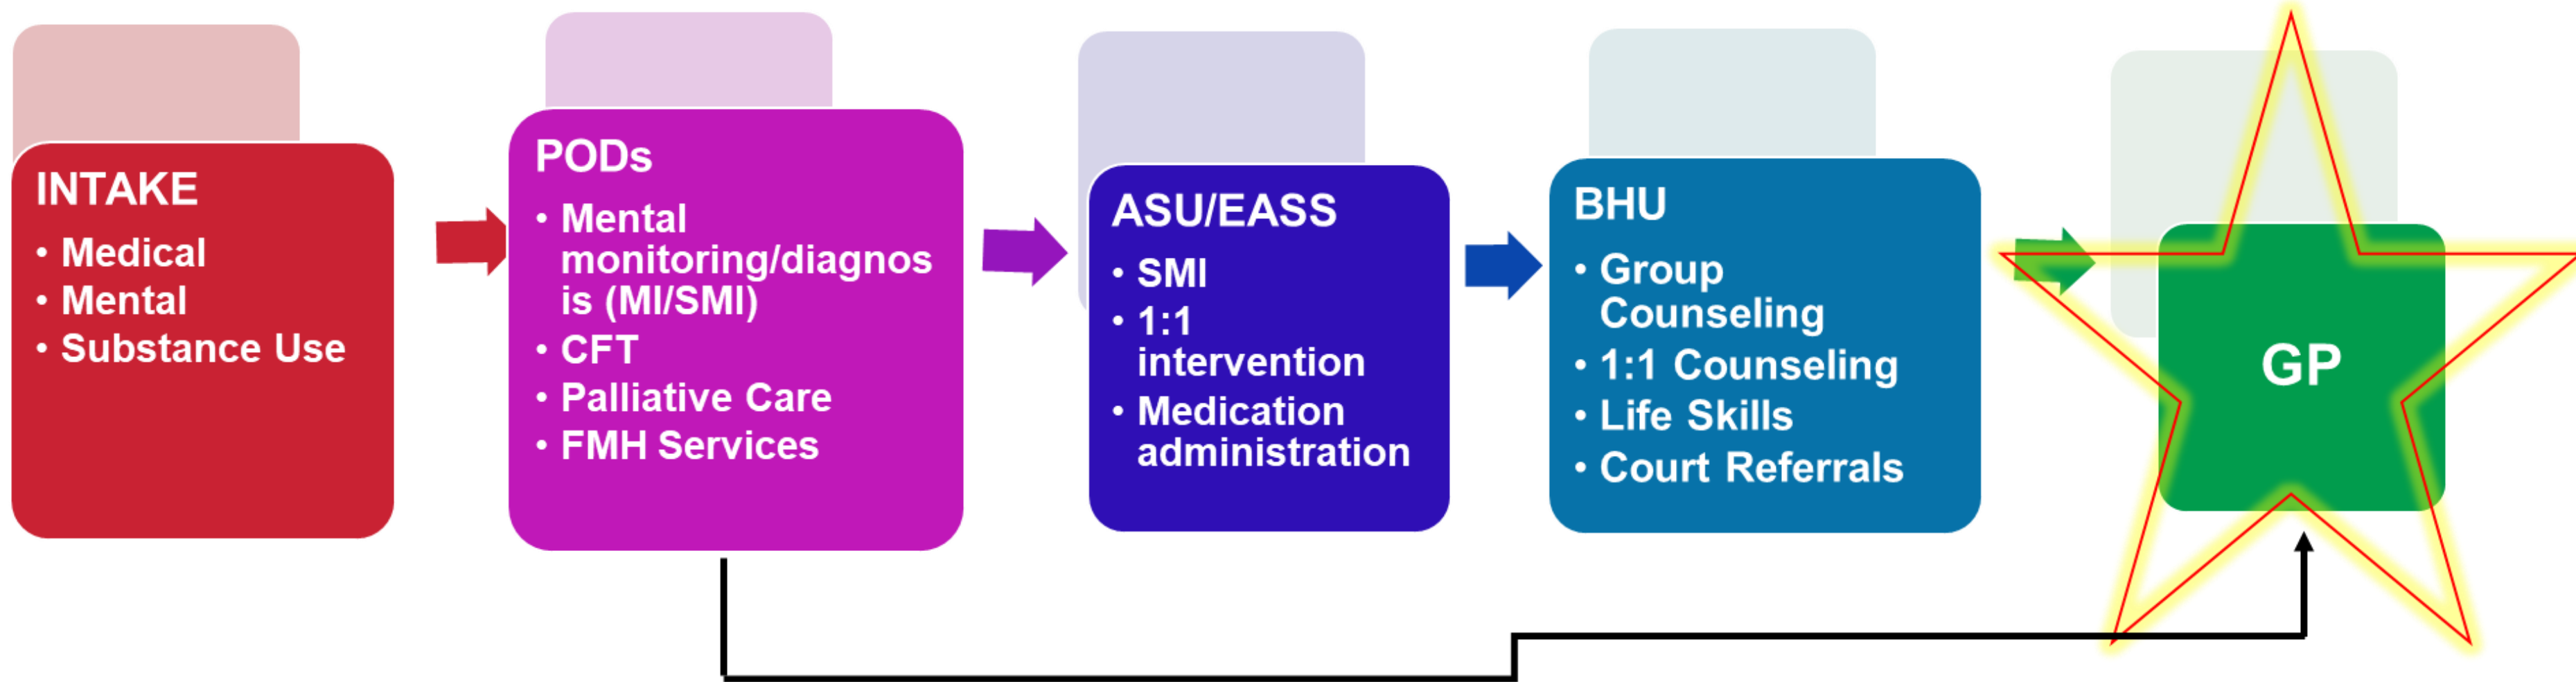 INTAKE
• Medical
• Mental
• Substance Use
PODs
• Mental
monitoring/diagnos
is (MI/SMI)
• CFT
• Palliative Care
• FMH Services
ASU/EASS
• SMI
• 1:1
intervention
• Medication
administration
BHU
• Group
Counseling
• 1:1 Counseling
• Life Skills
• Court Referrals
GP